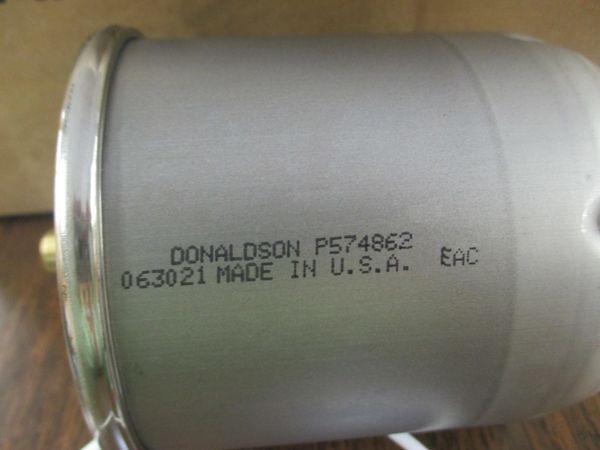 DONALDSON P574862
063021 MADE IN U.S.A. EAC